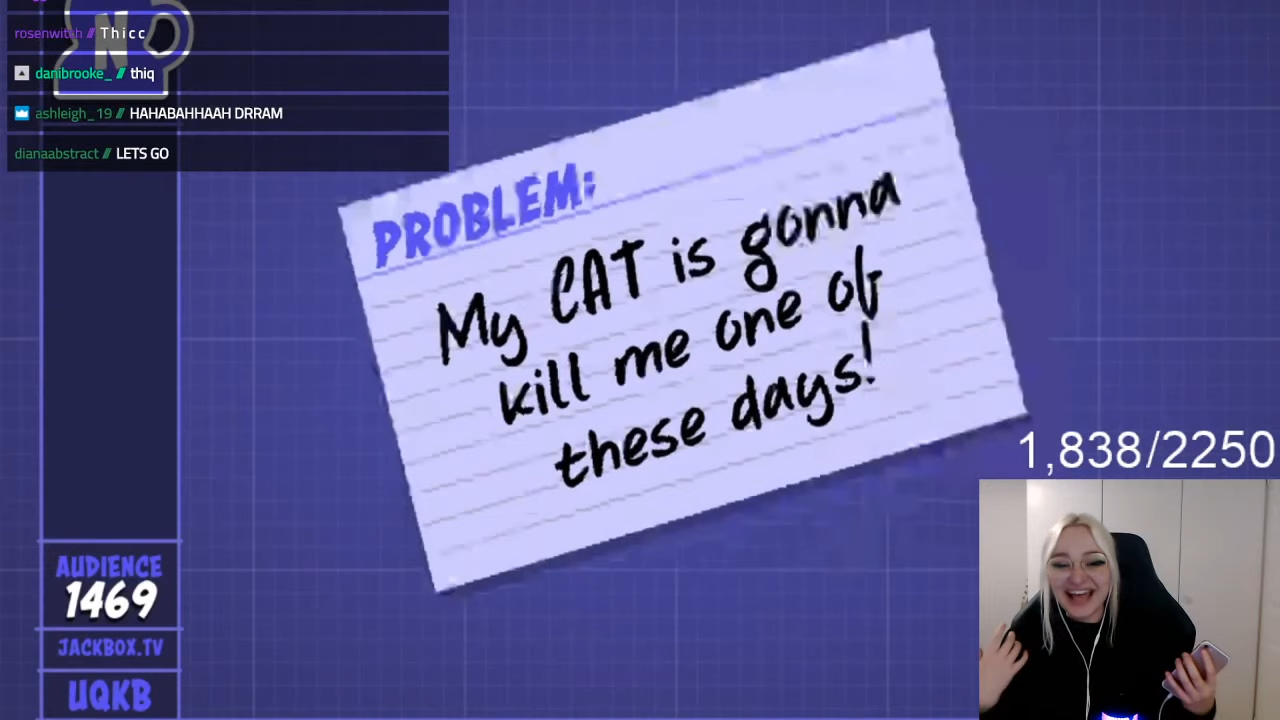 rosenwitch // Thicc
danibrooke_ // thiq
ashleigh_19 // HAHABAHHAAH DRRAM
dianaabstract // LETS GO
N
PROBLEM:
My CAT is gonna
kill me one of
these days!
1,838/2250
AUDIENCE
1469
JACKBOX.TV
UQKB